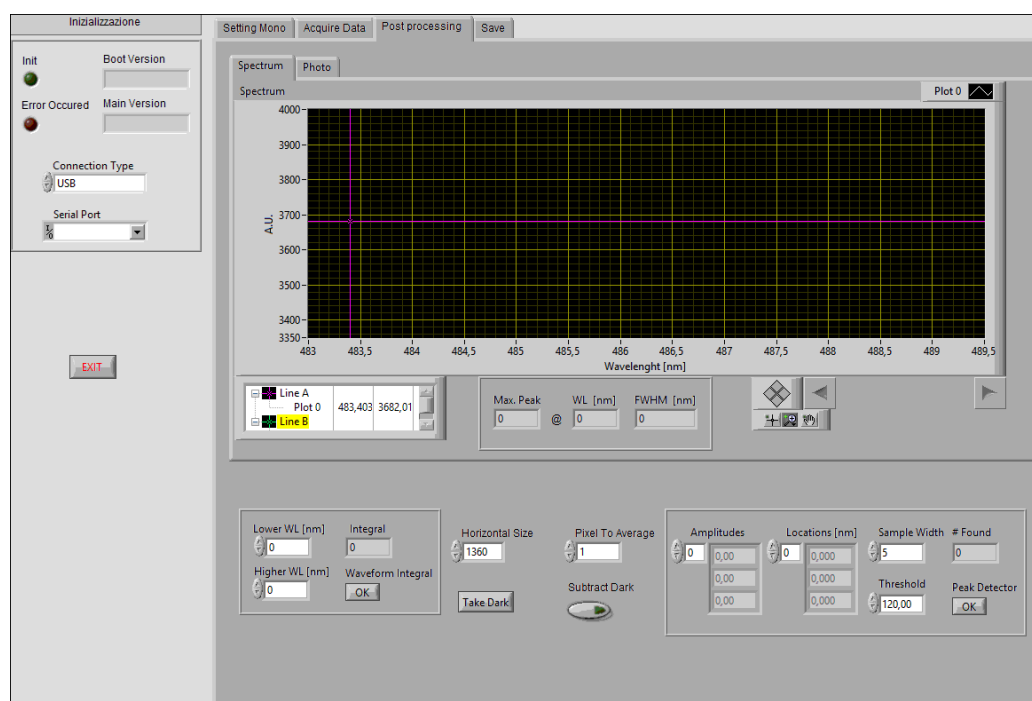 Inizializzazione
Init
Boot Version
Error Occured
Main Version
Connection Type
USB
Serial Port
I/O
EXIT
Setting Mono
Acquire Data
Post processing
Save
Spectrum
Photo
Spectrum
Plot 0
4000
3900
3800
3700
3600
3500
3400
3350
A.U.
483
483,5
484
484,5
485
485,5
486
486,5
487
487,5
488
488,5
489
489,5
Wavelenght [nm]
Line A
Plot 0
483,403
3682,01
Line B
Max. Peak
WL [nm]
FWHM [nm]
0
@
0
0
Lower WL [nm]
Integral
0
0
Higher WL [nm]
Waveform Integral
0
OK
Horizontal Size
1360
Take Dark
Pixel To Average
1
Subtract Dark
Amplitudes
0
0,00
0,00
0,00
Locations [nm]
0
0,000
0,000
0,000
Sample Width
5
# Found
0
Threshold
120,00
Peak Detector
OK